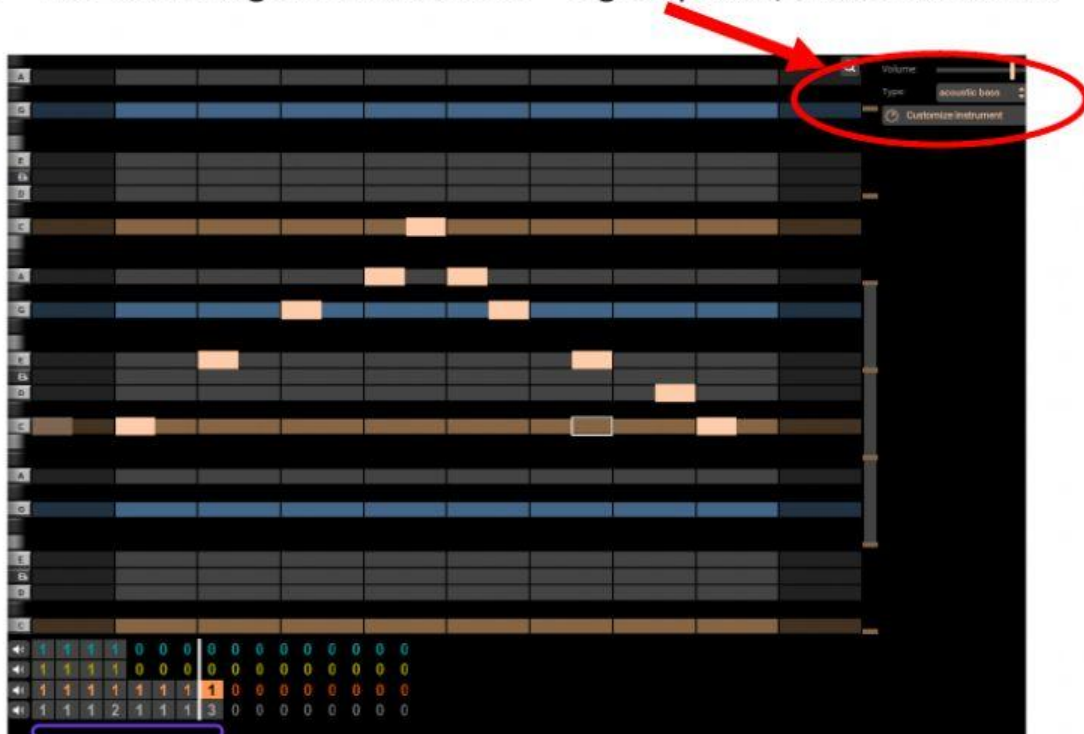 A
Volume:
G
Type: acoustic bass
Customize Instrument
E
B♭
D
C
A
G
E
B♭
D
C
A
G
E
B♭
D
C
1 1 1 1 0 0 0 0 0 0 0 0 0 0 0 0
1 1 1 1 0 0 0 0 0 0 0 0 0 0 0 0
1 1 1 1 1 1 1 1 0 0 0 0 0 0 0 0
1 1 1 2 1 1 1 3 0 0 0 0 0 0 0 0